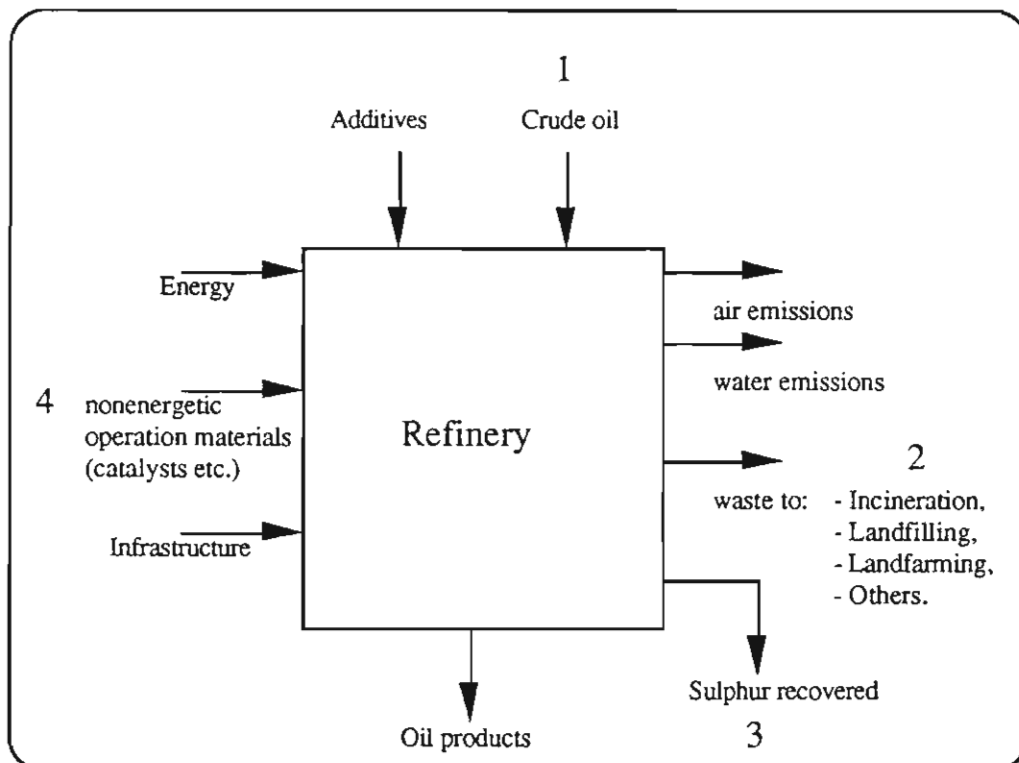 1
Additives
Crude oil
Energy
air emissions
water emissions
4
nonenergetic
operation materials
(catalysts etc.)
Refinery
2
waste to:
- Incineration,
- Landfilling,
- Landfarming,
- Others.
Infrastructure
Sulphur recovered
3
Oil products